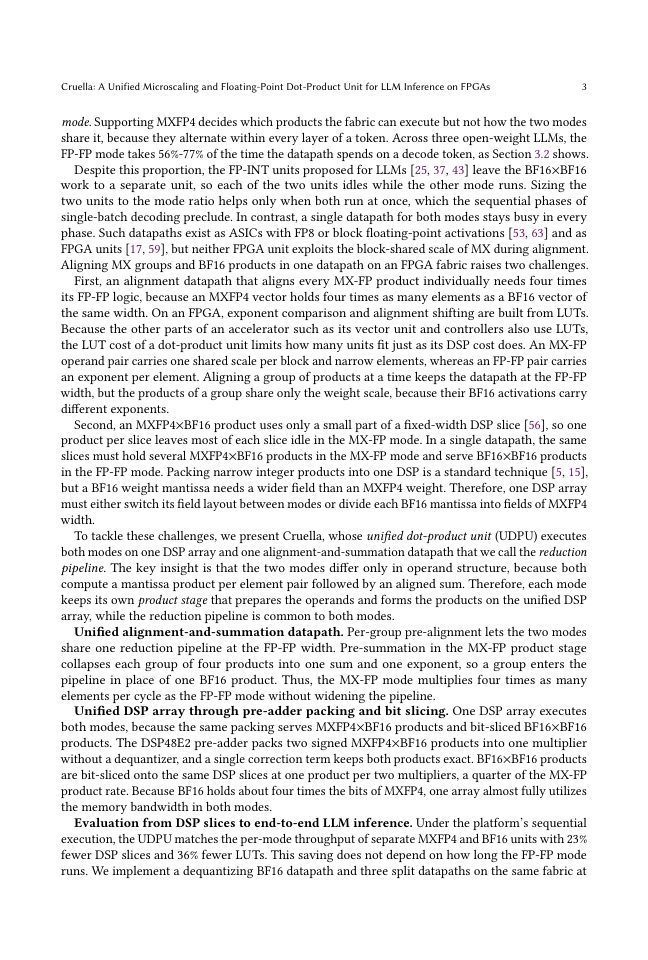 Cruella: A Unified Microscaling and Floating-Point Dot-Product Unit for LLM Inference on FPGAs 3
mode. Supporting MXFP4 decides which products the fabric can execute but not how the two modes
share it, because they alternate within every layer of a token. Across three open-weight LLMs, the
FP-FP mode takes 56%-77% of the time the datapath spends on a decode token, as Section 3.2 shows.
Despite this proportion, the FP-INT units proposed for LLMs [25, 37, 43] leave the BF16×BF16
work to a separate unit, so each of the two units idles while the other mode runs. Sizing the
two units to the mode ratio helps only when both run at once, which the sequential phases of
single-batch decoding preclude. In contrast, a single datapath for both modes stays busy in every
phase. Such datapaths exist as ASICs with FP8 or block floating-point activations [53, 63] and as
FPGA units [17, 59], but neither FPGA unit exploits the block-shared scale of MX during alignment.
Aligning MX groups and BF16 products in one datapath on an FPGA fabric raises two challenges.
First, an alignment datapath that aligns every MX-FP product individually needs four times
its FP-FP logic, because an MXFP4 vector holds four times as many elements as a BF16 vector of
the same width. On an FPGA, exponent comparison and alignment shifting are built from LUTs.
Because the other parts of an accelerator such as its vector unit and controllers also use LUTs,
the LUT cost of a dot-product unit limits how many units fit just as its DSP cost does. An MX-FP
operand pair carries one shared scale per block and narrow elements, whereas an FP-FP pair carries
an exponent per element. Aligning a group of products at a time keeps the datapath at the FP-FP
width, but the products of a group share only the weight scale, because their BF16 activations carry
different exponents.
Second, an MXFP4×BF16 product uses only a small part of a fixed-width DSP slice [56], so one
product per slice leaves most of each slice idle in the MX-FP mode. In a single datapath, the same
slices must hold several MXFP4×BF16 products in the MX-FP mode and serve BF16×BF16 products
in the FP-FP mode. Packing narrow integer products into one DSP is a standard technique [5, 15],
but a BF16 weight mantissa needs a wider field than an MXFP4 weight. Therefore, one DSP array
must either switch its field layout between modes or divide each BF16 mantissa into fields of MXFP4
width.
To tackle these challenges, we present Cruella, whose unified dot-product unit (UDPU) executes
both modes on one DSP array and one alignment-and-summation datapath that we call the reduction
pipeline. The key insight is that the two modes differ only in operand structure, because both
compute a mantissa product per element pair followed by an aligned sum. Therefore, each mode
keeps its own product stage that prepares the operands and forms the products on the unified DSP
array, while the reduction pipeline is common to both modes.
Unified alignment-and-summation datapath. Per-group pre-alignment lets the two modes
share one reduction pipeline at the FP-FP width. Pre-summation in the MX-FP product stage
collapses each group of four products into one sum and one exponent, so a group enters the
pipeline in place of one BF16 product. Thus, the MX-FP mode multiplies four times as many
elements per cycle as the FP-FP mode without widening the pipeline.
Unified DSP array through pre-adder packing and bit slicing. One DSP array executes
both modes, because the same packing serves MXFP4×BF16 products and bit-sliced BF16×BF16
products. The DSP48E2 pre-adder packs two signed MXFP4×BF16 products into one multiplier
without a dequantizer, and a single correction term keeps both products exact. BF16×BF16 products
are bit-sliced onto the same DSP slices at one product per two multipliers, a quarter of the MX-FP
product rate. Because BF16 holds about four times the bits of MXFP4, one array almost fully utilizes
the memory bandwidth in both modes.
Evaluation from DSP slices to end-to-end LLM inference. Under the platform's sequential
execution, the UDPU matches the per-mode throughput of separate MXFP4 and BF16 units with 23%
fewer DSP slices and 36% fewer LUTs. This saving does not depend on how long the FP-FP mode
runs. We implement a dequantizing BF16 datapath and three split datapaths on the same fabric at